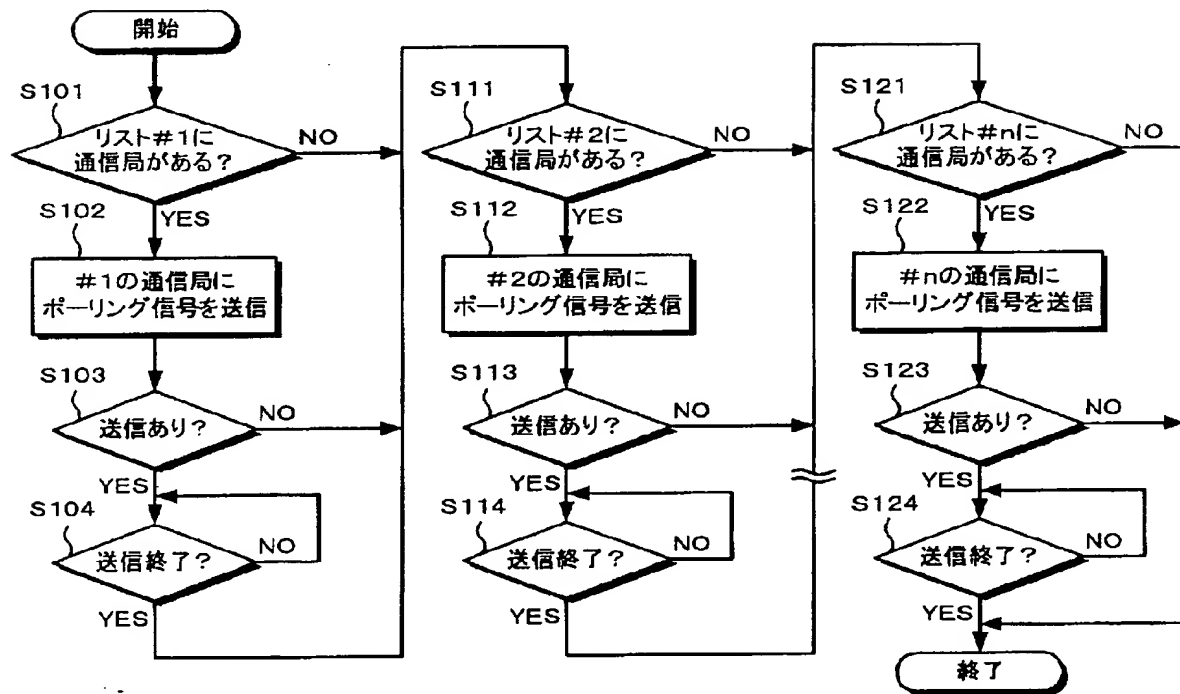 開始
S101
リスト#1に
通信局がある?
NO
YES
S102
#1の通信局に
ポーリング信号を送信
S103
送信あり?
NO
YES
S104
送信終了?
NO
YES
S111
リスト#2に
通信局がある?
NO
YES
S112
#2の通信局に
ポーリング信号を送信
S113
送信あり?
NO
YES
S114
送信終了?
NO
YES
S121
リスト#nに
通信局がある?
NO
YES
S122
#nの通信局に
ポーリング信号を送信
S123
送信あり?
NO
YES
S124
送信終了?
NO
YES
終了